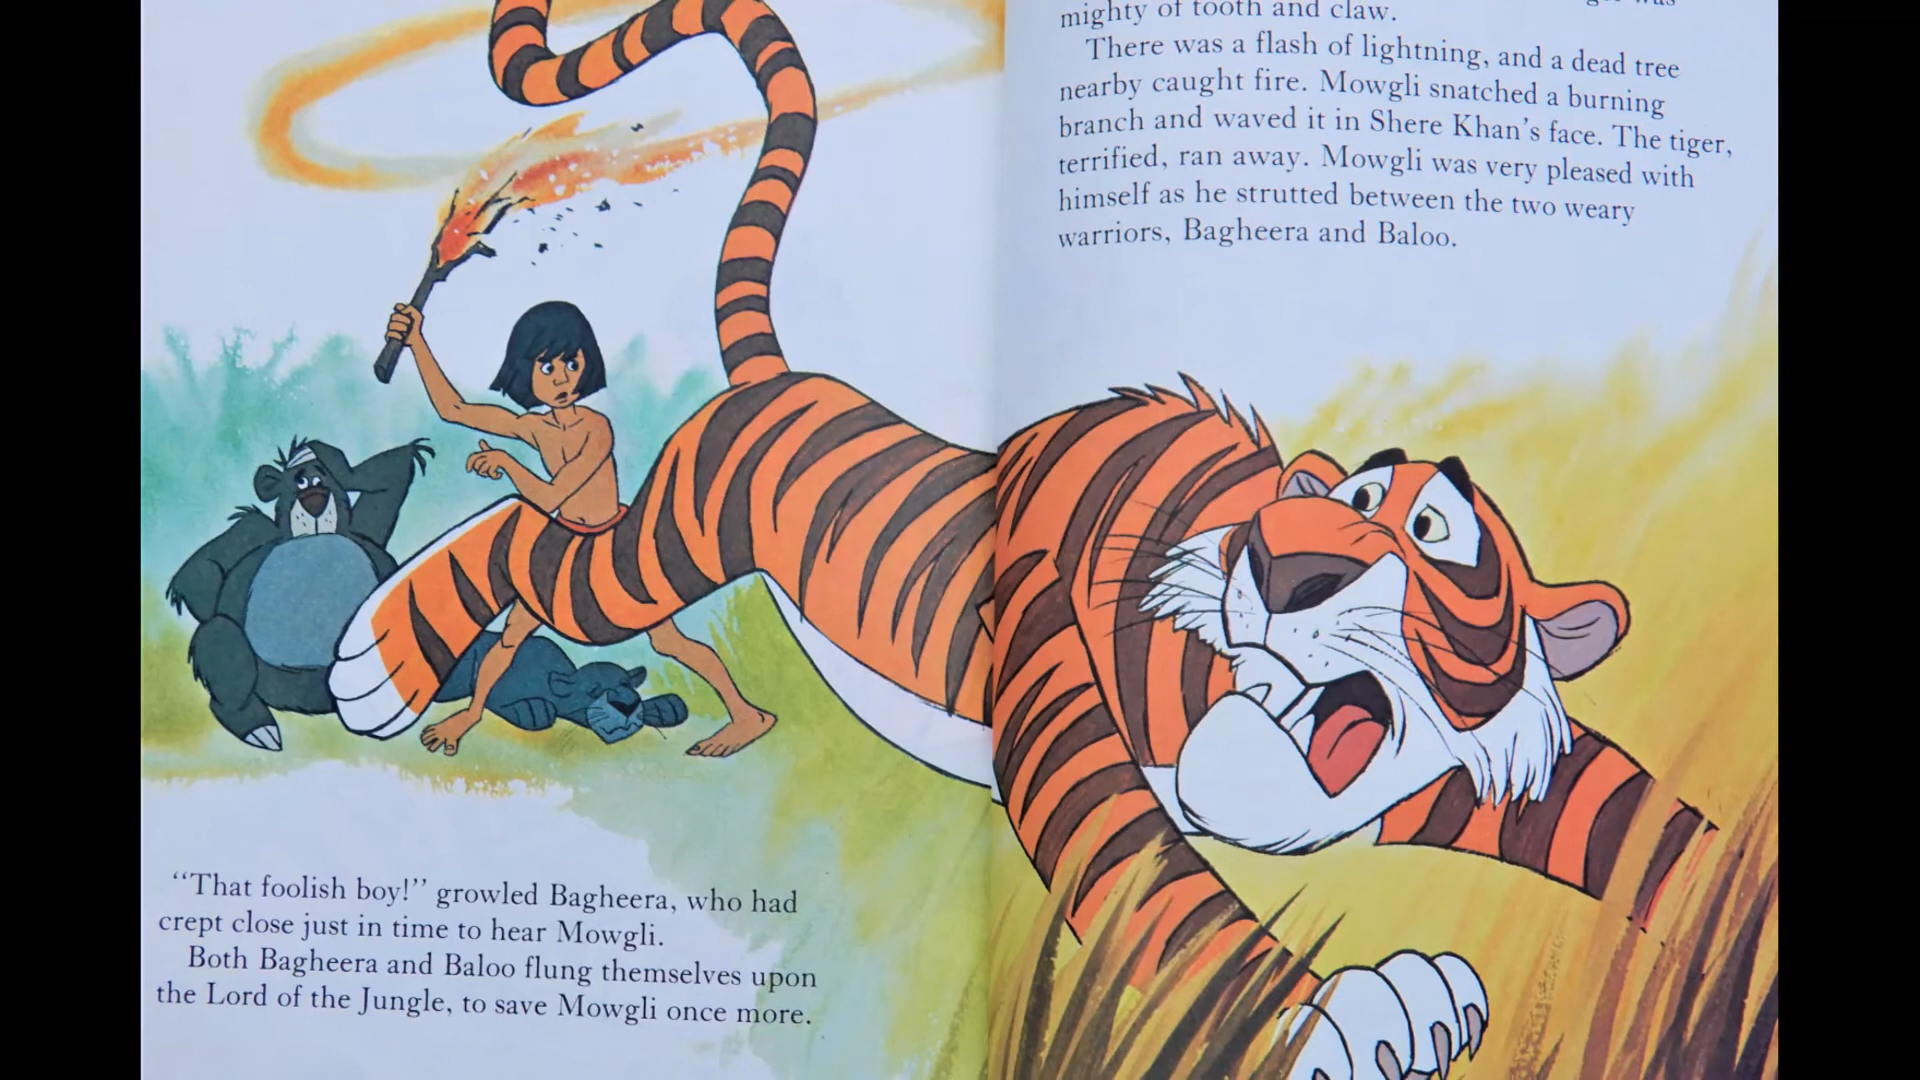 “That foolish boy!” growled Bagheera, who had
crept close just in time to hear Mowgli.
Both Bagheera and Baloo flung themselves upon
the Lord of the Jungle, to save Mowgli once more.
mighty of tooth and claw.
There was a flash of lightning, and a dead tree
nearby caught fire. Mowgli snatched a burning
branch and waved it in Shere Khan’s face. The tiger,
terrified, ran away. Mowgli was very pleased with
himself as he strutted between the two weary
warriors, Bagheera and Baloo.